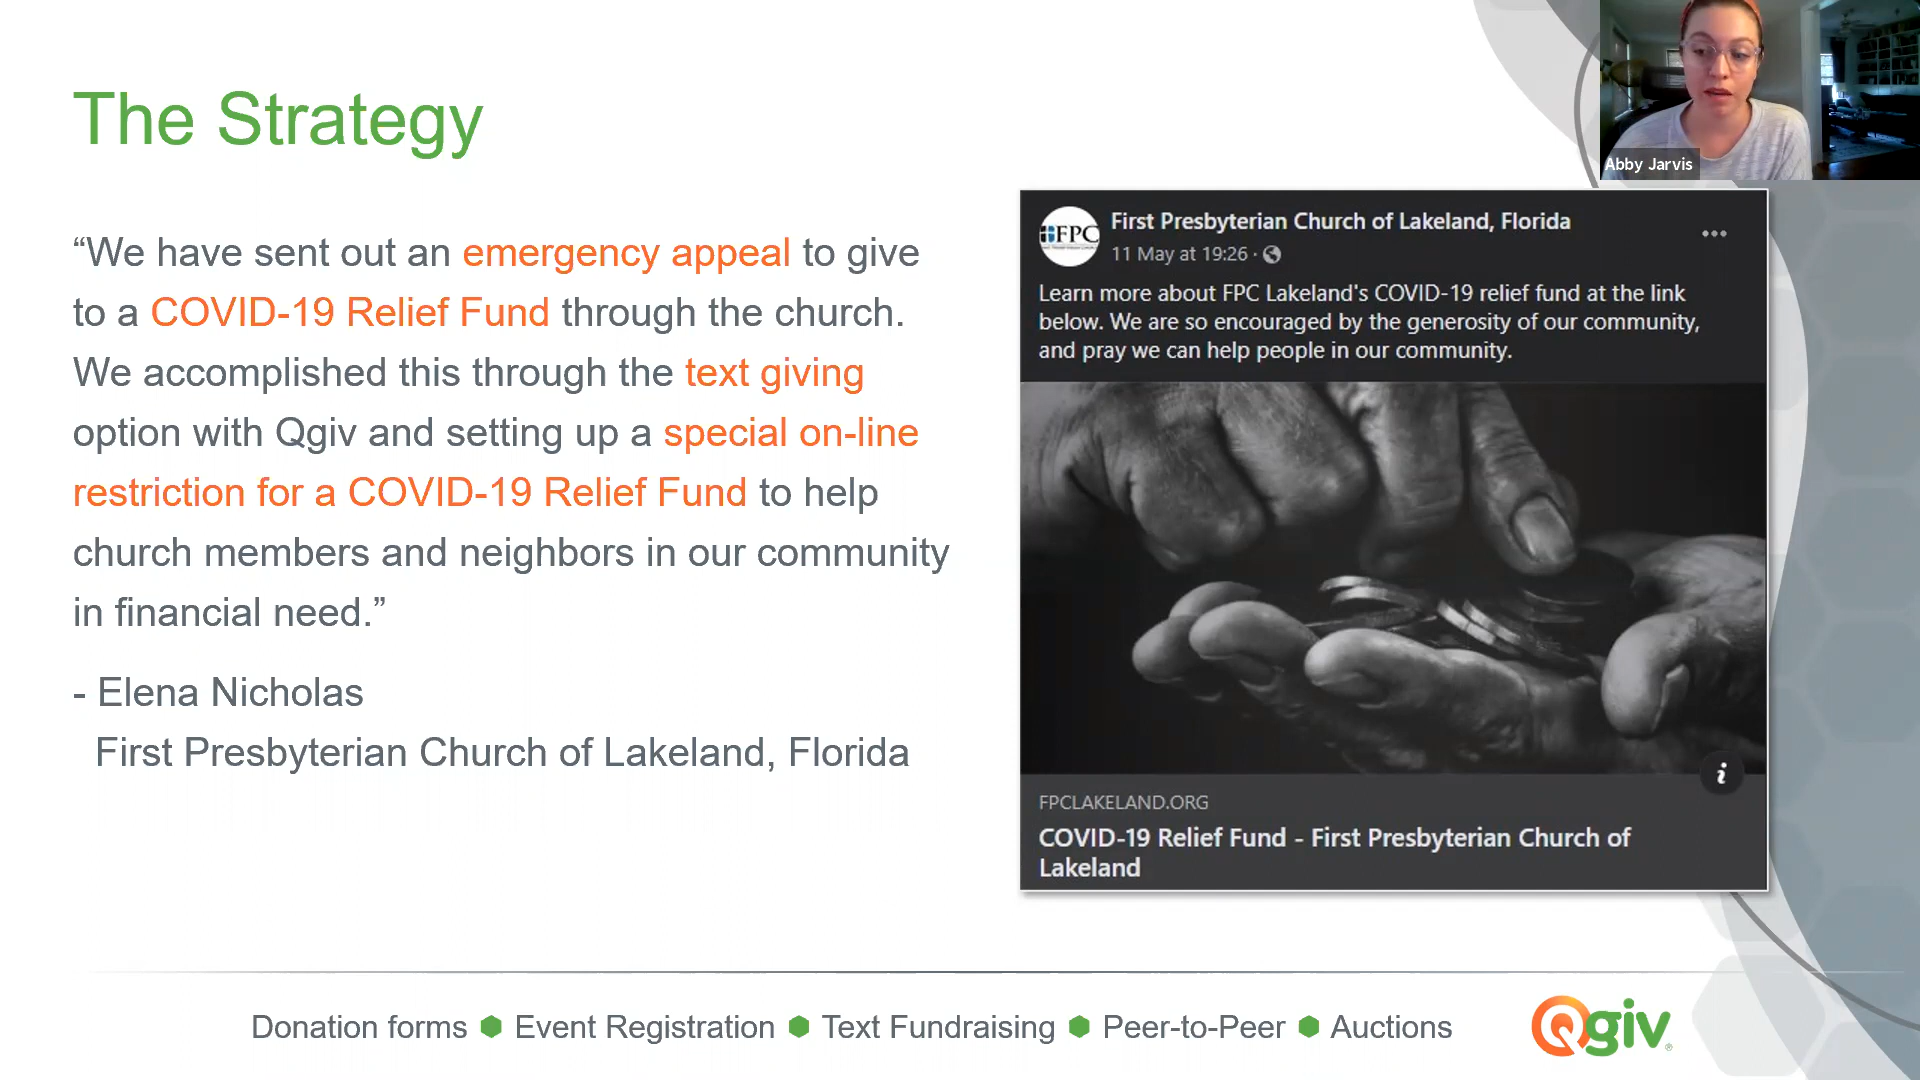 The Strategy
“We have sent out an emergency appeal to give
to a COVID-19 Relief Fund through the church.
We accomplished this through the text giving
option with Qgiv and setting up a special on-line
restriction for a COVID-19 Relief Fund to help
church members and neighbors in our community
in financial need.”
- Elena Nicholas
First Presbyterian Church of Lakeland, Florida
Abby Jarvis
FPC
First Presbyterian Church of Lakeland, Florida
11 May at 19:26 ·
Learn more about FPC Lakeland's COVID-19 relief fund at the link
below. We are so encouraged by the generosity of our community,
and pray we can help people in our community.
i
FPCLAKELAND.ORG
COVID-19 Relief Fund - First Presbyterian Church of
Lakeland
Donation forms Event Registration Text Fundraising Peer-to-Peer Auctions
Qgiv®